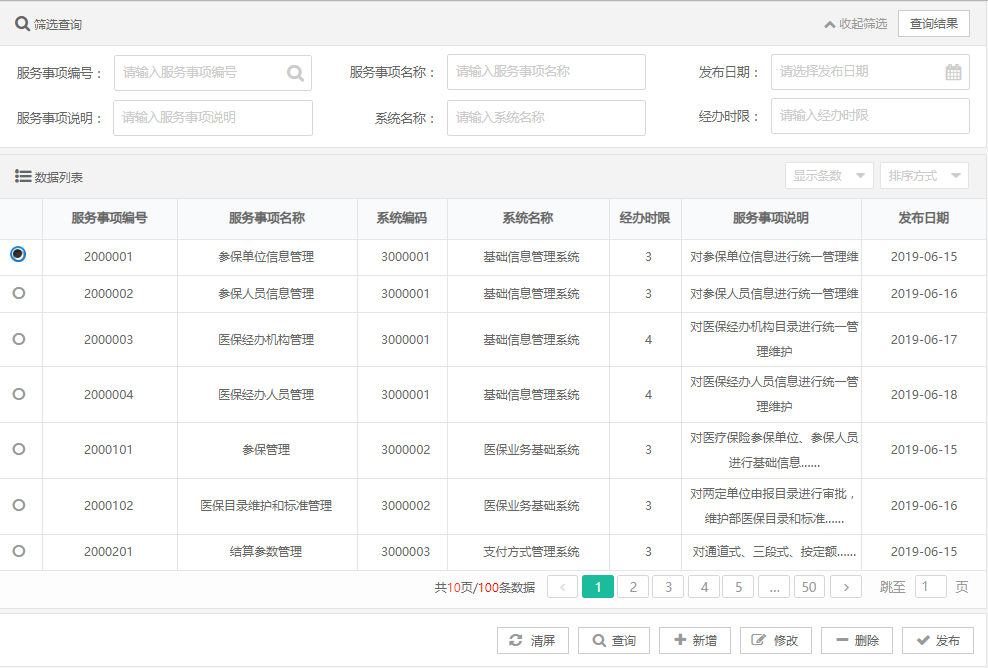 筛选查询 收起筛选 查询结果
服务事项编号： 请输入服务事项编号 服务事项名称： 请输入服务事项名称 发布日期： 请选择发布日期
服务事项说明： 请输入服务事项说明 系统名称： 请输入系统名称 经办时限： 请输入经办时限
数据列表 显示条数 排序方式
服务事项编号 服务事项名称 系统编码 系统名称 经办时限 服务事项说明 发布日期
2000001 参保单位信息管理 3000001 基础信息管理系统 3 对参保单位信息进行统一管理维 2019-06-15
2000002 参保人员信息管理 3000001 基础信息管理系统 3 对参保人员信息进行统一管理维 2019-06-16
2000003 医保经办机构管理 3000001 基础信息管理系统 4 对医保经办机构目录进行统一管 2019-06-17
理维护
2000004 医保经办人员管理 3000001 基础信息管理系统 4 对医保经办人员信息进行统一管 2019-06-18
理维护
2000101 参保管理 3000002 医保业务基础系统 3 对医疗保险参保单位、参保人员 2019-06-15
进行基础信息......
2000102 医保目录维护和标准管理 3000002 医保业务基础系统 3 对两定单位申报目录进行审批， 2019-06-16
维护部医保目录和标准......
2000201 结算参数管理 3000003 支付方式管理系统 3 对通道式、三段式、按定额...... 2019-06-15
共10页/100条数据 < 1 2 3 4 5 ... 50 > 跳至 1 页
清屏 查询 新增 修改 删除 发布